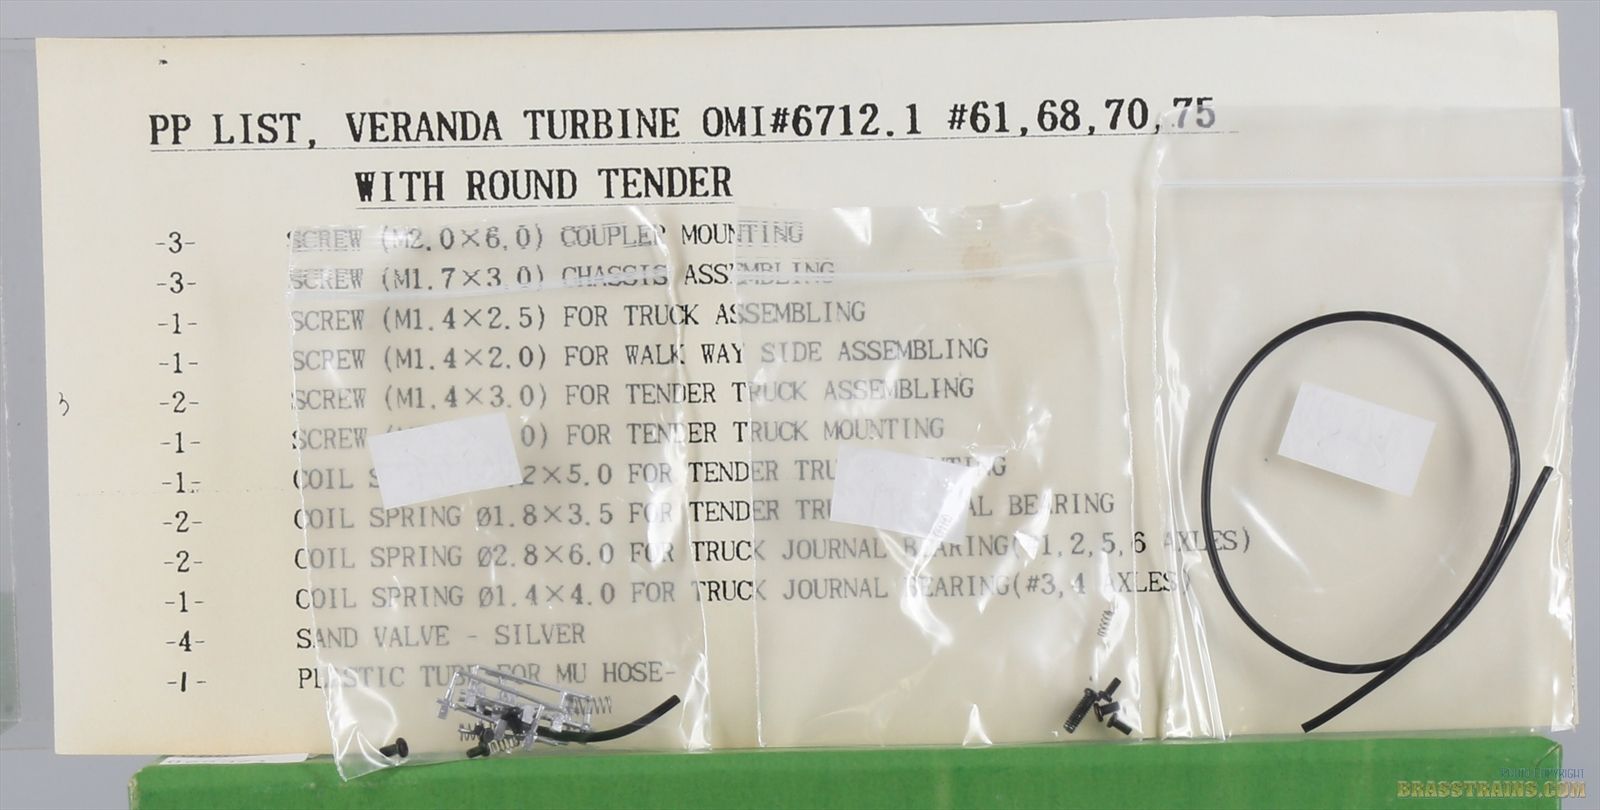 PP LIST, VERANDA TURBINE OMI#6712.1 #61,68,70,75
WITH ROUND TENDER
-3- SCREW (M2.0×6.0) COUPLER MOUNTING
-3- SCREW (M1.7×3.0) CHASSIS ASSEMBLING
-1- SCREW (M1.4×2.5) FOR TRUCK ASSEMBLING
-1- SCREW (M1.4×2.0) FOR WALK WAY SIDE ASSEMBLING
3 -2- SCREW (M1.4×3.0) FOR TENDER TRUCK ASSEMBLING
-1- SCREW 0) FOR TENDER TRUCK MOUNTING
-1- COIL 2×5.0 FOR TENDER
-2- COIL SPRING Ø1.8×3.5 FOR TENDER BEARING
-2- COIL SPRING Ø2.8×6.0 FOR TRUCK JOURNAL BEARING(#1,2,5,6 AXLES)
-1- COIL SPRING Ø1.4×4.0 FOR TRUCK JOURNAL BEARING(#3,4 AXLES)
-4- SAND VALVE - SILVER
-1- PLASTIC TUBE FOR MU HOSE-
PHOTO COPYRIGHT
BRASSTRAINS.COM